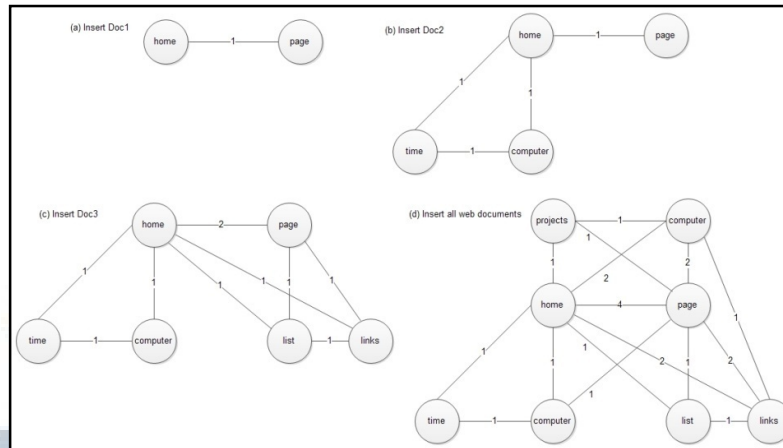 (a) Insert Doc1
home
1
page
(b) Insert Doc2
home
1
page
1
1
time
1
computer
(c) Insert Doc3
home
2
page
1
1
1
1
1
1
time
1
computer
list
1
links
(d) Insert all web documents
projects
1
computer
1
1
2
2
home
4
page
1
1
1
1
2
1
2
1
time
1
computer
list
1
links